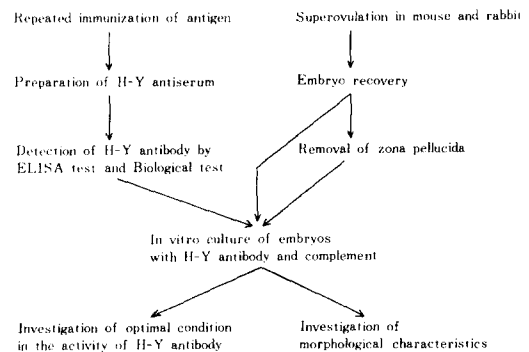 Repeated immunization of antigen
Superovulation in mouse and rabbit
Preparation of H-Y antiserum
Embryo recovery
Detection of H-Y antibody by
ELISA test and Biological test
Removal of zona pellucida
In vitro culture of embryos
with H-Y antibody and complement
Investigation of optimal condition
in the activity of H-Y antibody
Investigation of
morphological characteristics